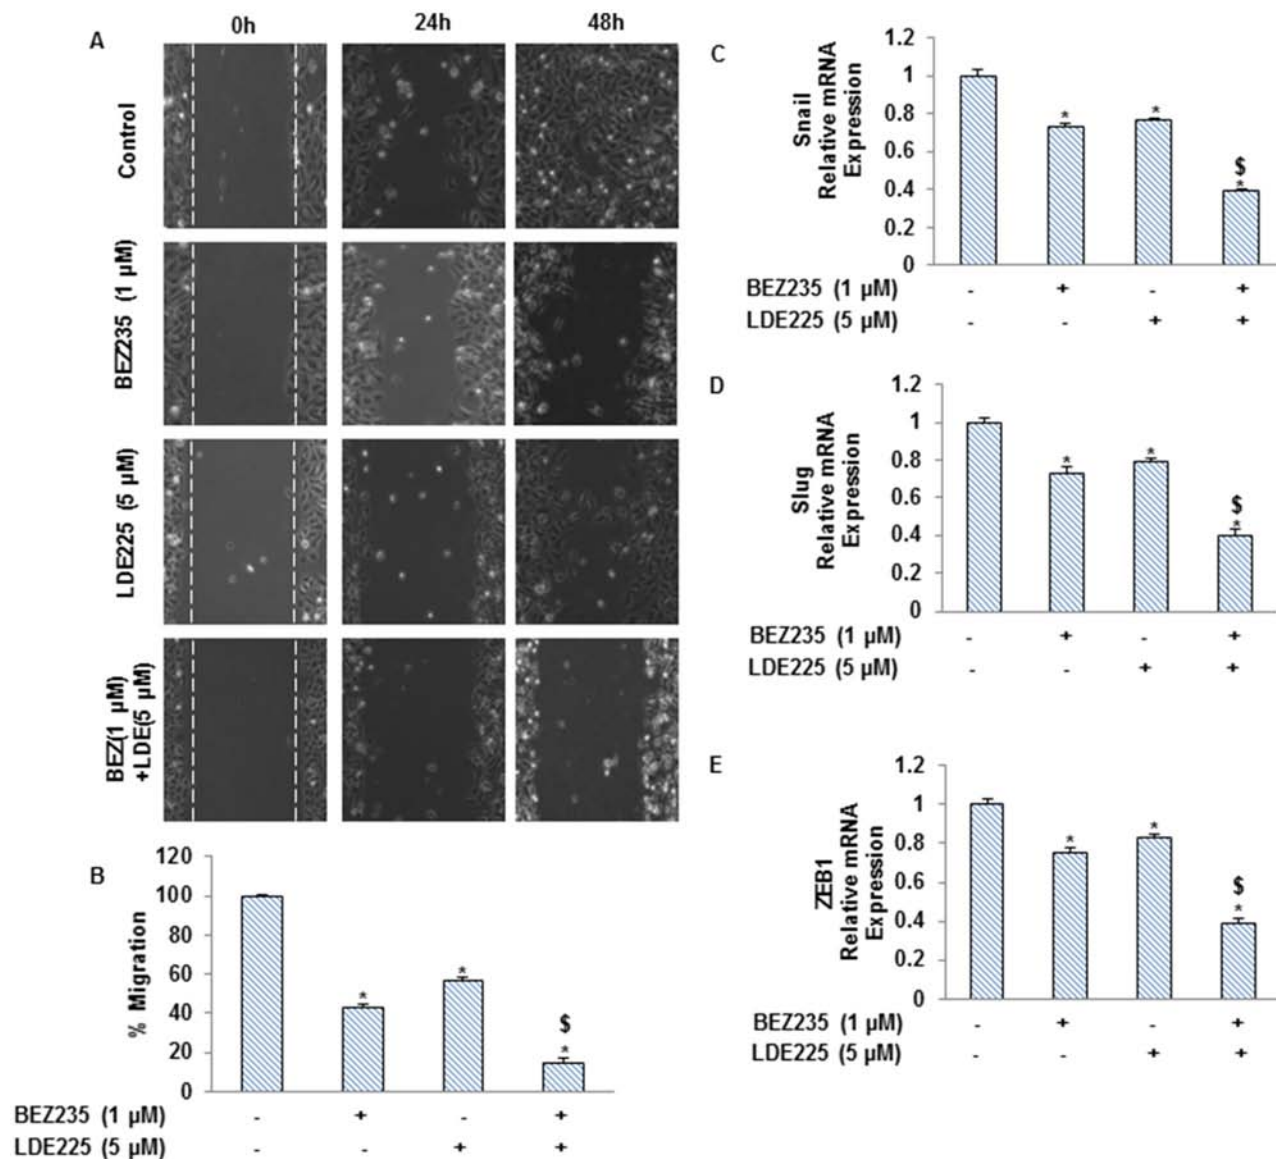 A
0h 24h 48h
Control
BEZ235 (1 µM)
LDE225 (5 µM)
BEZ(1 µM)
+LDE(5 µM)
B
% Migration
120
100
80
60
40
20
0
*
*
$
*
BEZ235 (1 µM) - + - +
LDE225 (5 µM) - - + +
C
Snail
Relative mRNA
Expression
1.2
1
0.8
0.6
0.4
0.2
0
*
*
$
*
BEZ235 (1 µM) - + - +
LDE225 (5 µM) - - + +
D
Slug
Relative mRNA
Expression
1.2
1
0.8
0.6
0.4
0.2
0
*
*
$
*
BEZ235 (1 µM) - + - +
LDE225 (5 µM) - - + +
E
ZEB1
Relative mRNA
Expression
1.2
1
0.8
0.6
0.4
0.2
0
*
*
$
*
BEZ235 (1 µM) - + - +
LDE225 (5 µM) - - + +